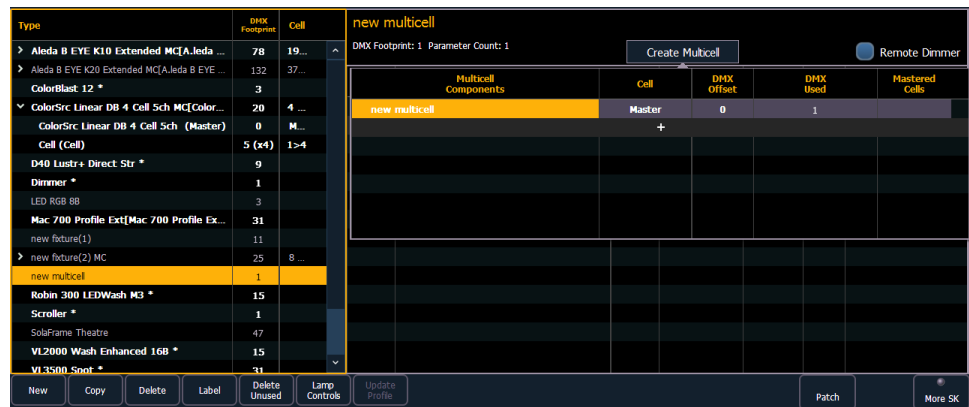 Type
DMX Footprint
Cell
> Aleda B EYE K10 Extended MC[A.leda ... 78 19...
> Aleda B EYE K20 Extended MC[A.leda B EYE ... 132 37...
ColorBlast 12 * 3
ColorSrc Linear DB 4 Cell 5ch MC[Color... 20 4 ...
ColorSrc Linear DB 4 Cell 5ch (Master) 0 M...
Cell (Cell) 5 (x4) 1>4
D40 Lustr+ Direct Str * 9
Dimmer * 1
LED RGB 8B 3
Mac 700 Profile Ext[Mac 700 Profile Ex... 31
new fixture(1) 11
> new fixture(2) MC 25 8 ...
new multicell 1
Robin 300 LEDWash M3 * 15
Scroller * 1
SolaFrame Theatre 47
VL2000 Wash Enhanced 16B * 15
VL3500 Spot * 31
new multicell
DMX Footprint: 1 Parameter Count: 1
Create Multicell
Remote Dimmer
Multicell Components
Cell
DMX Offset
DMX Used
Mastered Cells
new multicell Master 0 1
+
New
Copy
Delete
Label
Delete Unused
Lamp Controls
Update Profile
Patch
More SK